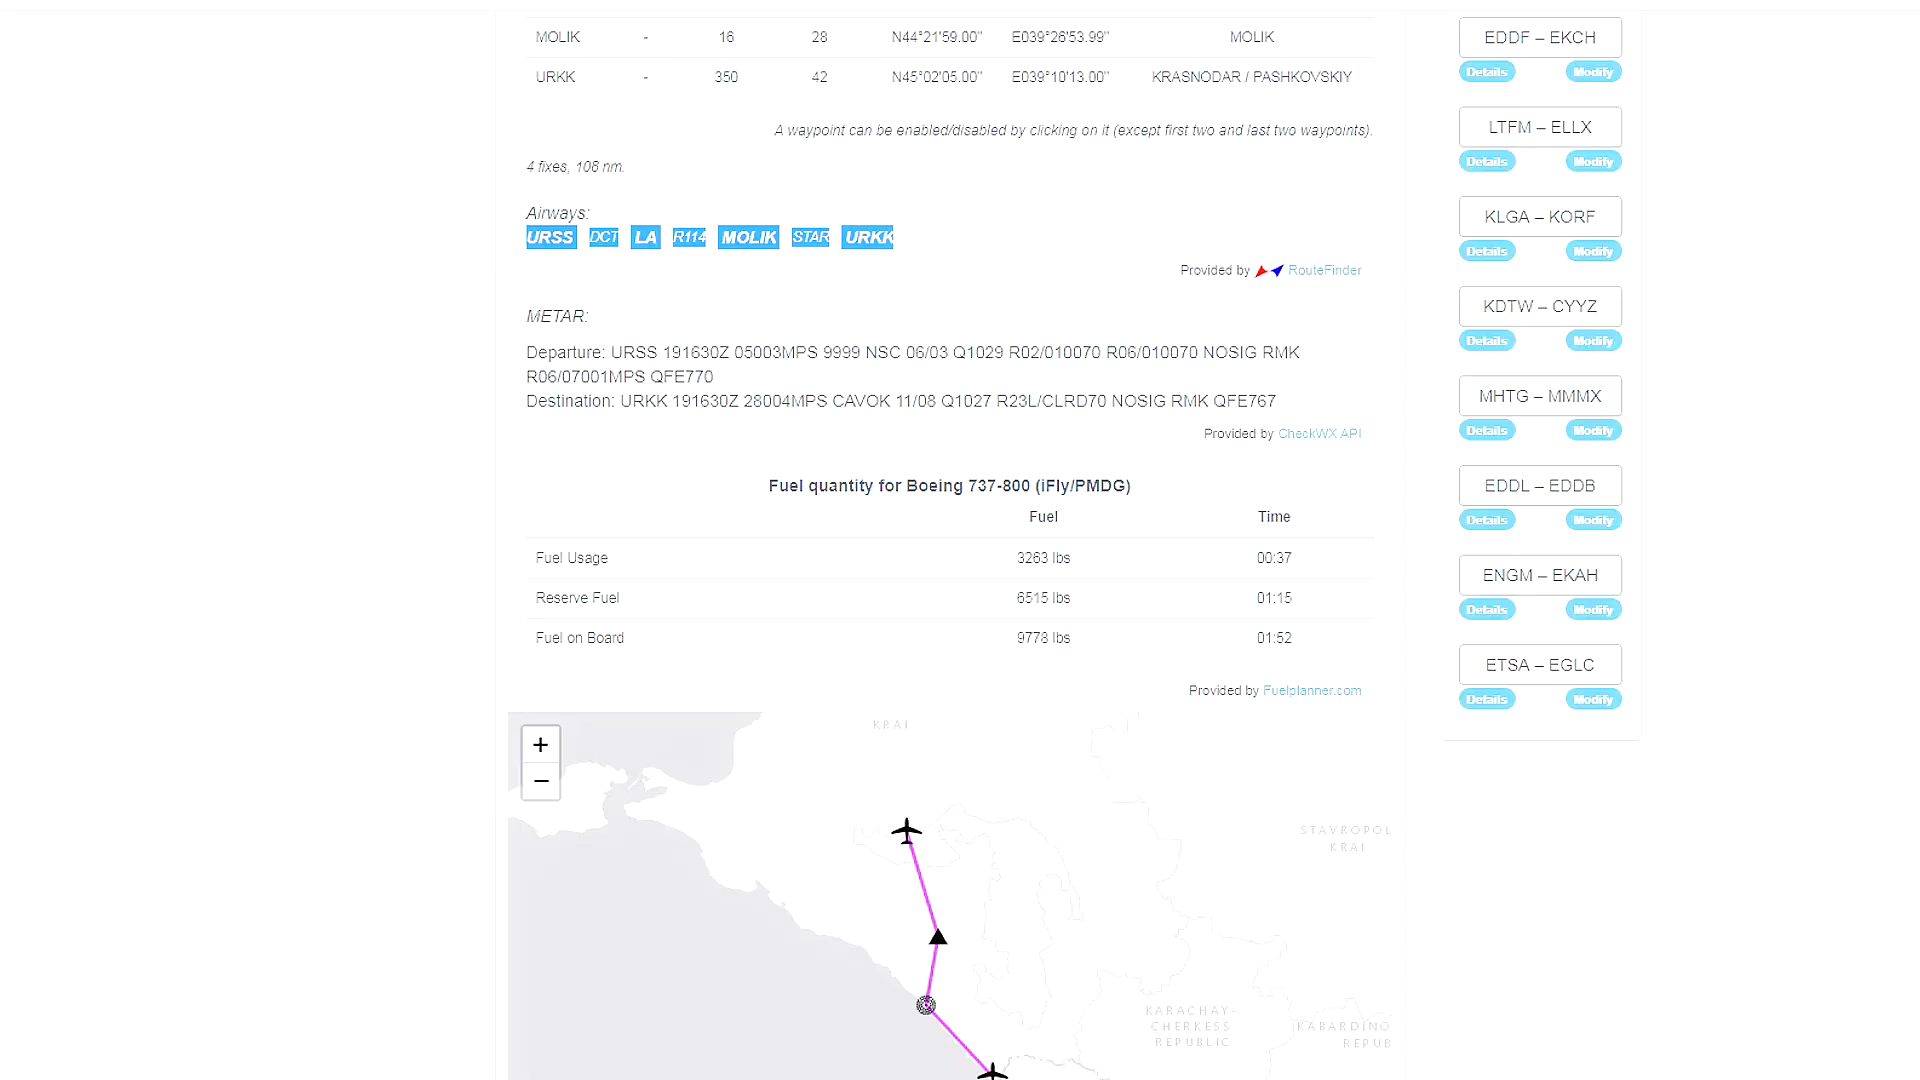 MOLIK - 16 28 N44°21'59.00" E039°26'53.99" MOLIK
URKK - 350 42 N45°02'05.00" E039°10'13.00" KRASNODAR / PASHKOVSKIY
A waypoint can be enabled/disabled by clicking on it (except first two and last two waypoints).
4 fixes, 108 nm.
Airways:
URSS DCT LA R114 MOLIK STAR URKK
Provided by RouteFinder
METAR:
Departure: URSS 191630Z 05003MPS 9999 NSC 06/03 Q1029 R02/010070 R06/010070 NOSIG RMK
R06/07001MPS QFE770
Destination: URKK 191630Z 28004MPS CAVOK 11/08 Q1027 R23L/CLRD70 NOSIG RMK QFE767
Provided by CheckWX API
Fuel quantity for Boeing 737-800 (iFly/PMDG)
Fuel Time
Fuel Usage 3263 lbs 00:37
Reserve Fuel 6515 lbs 01:15
Fuel on Board 9778 lbs 01:52
Provided by Fuelplanner.com
+
−
KRAI
STAVROPOL
KRAI
KARACHAY-
CHERKESS
REPUBLIC
KABARDINO
REPUB
EDDF – EKCH
Details Modify
LTFM – ELLX
Details Modify
KLGA – KORF
Details Modify
KDTW – CYYZ
Details Modify
MHTG – MMMX
Details Modify
EDDL – EDDB
Details Modify
ENGM – EKAH
Details Modify
ETSA – EGLC
Details Modify